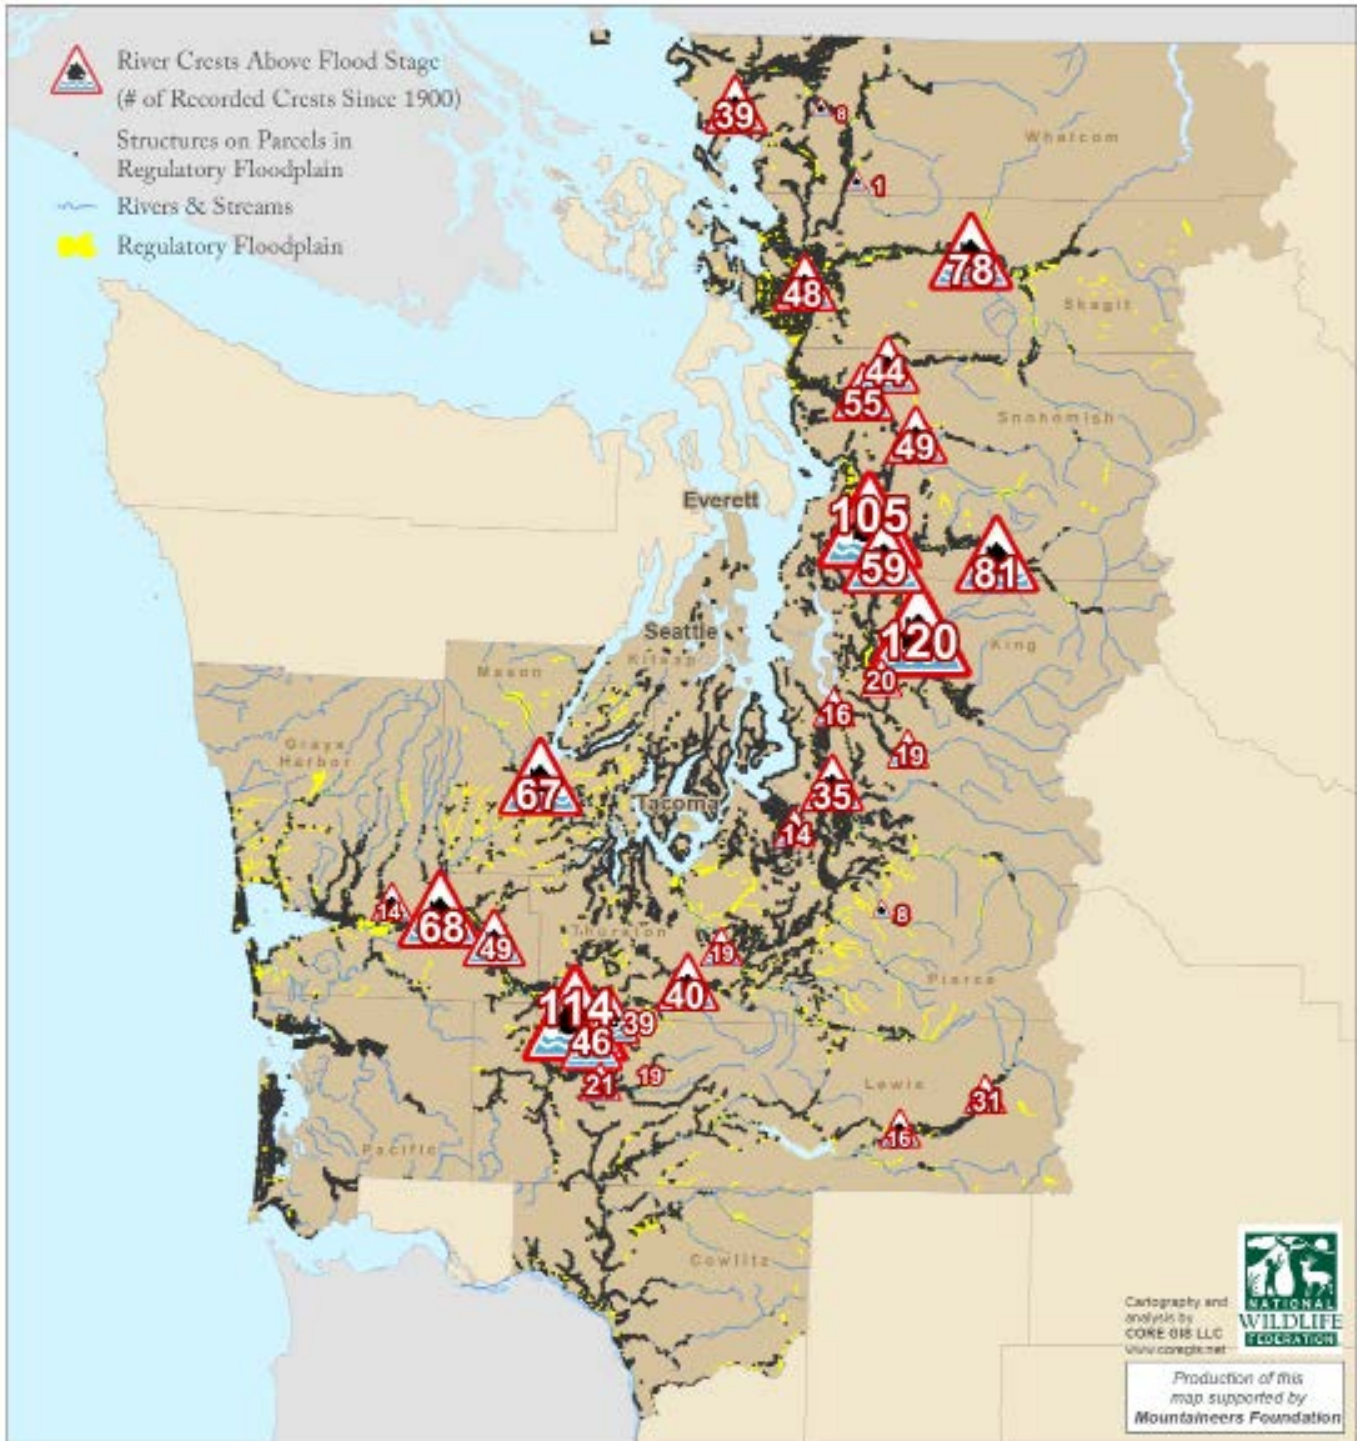 River Crests Above Flood Stage
(# of Recorded Crests Since 1900)
Structures on Parcels in
Regulatory Floodplain
Rivers & Streams
Regulatory Floodplain
39
8
Whatcom
1
78
48
Skagit
44
55
Snohomish
49
Everett
105
59
81
Seattle
120
King
Kitsap
Mason
20
16
19
Grays
Harbor
67
35
Tacoma
14
14
68
8
49
Thurston
19
Pierce
40
114
39
46
19
21
Lewis
31
16
Pacific
Cowlitz
Cartography and
analysis by
CORE GIS LLC
www.coregis.net
NATIONAL
WILDLIFE
FEDERATION
Production of this
map supported by
Mountaineers Foundation